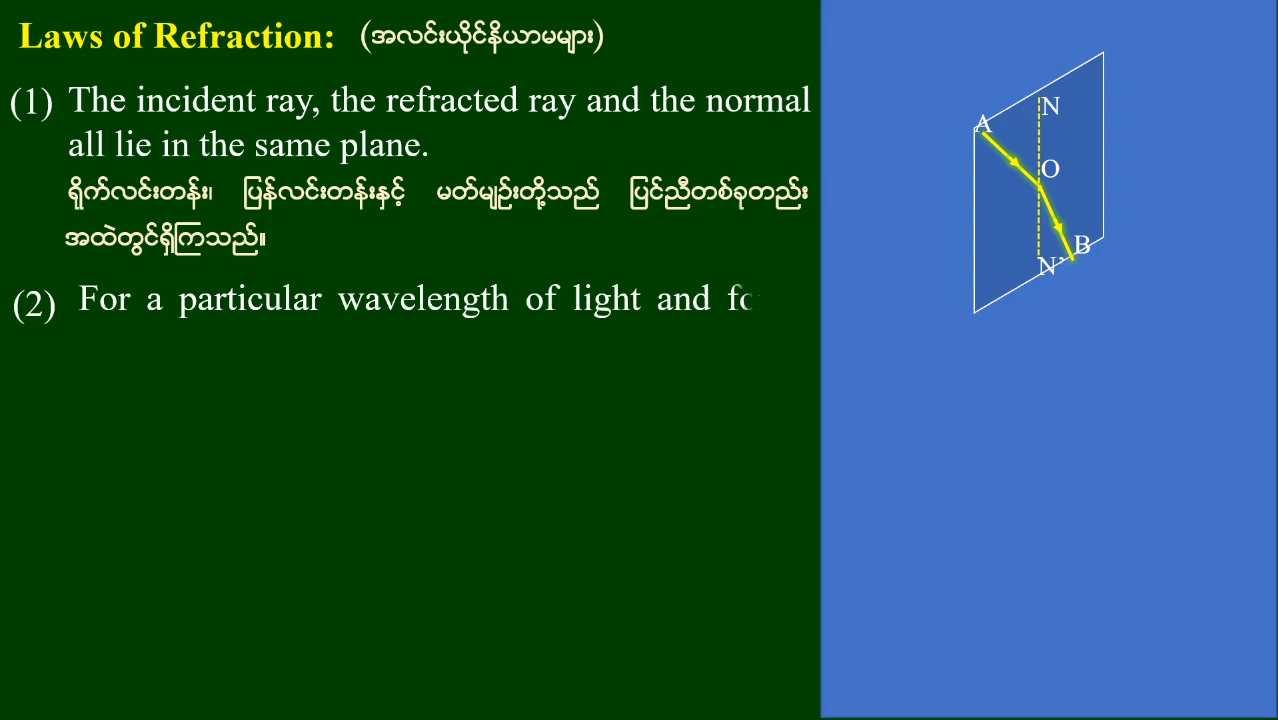 Laws of Refraction: (အလင်းယိုင်နိယာမများ)
(1) The incident ray, the refracted ray and the normal
all lie in the same plane.
ရိုက်လင်းတန်း၊ ပြန်လင်းတန်းနှင့် မတ်မျဉ်းတို့သည် ပြင်ညီတစ်ခုတည်း
အထဲတွင်ရှိကြသည်။
(2) For a particular wavelength of light and
N
A
O
B
N'